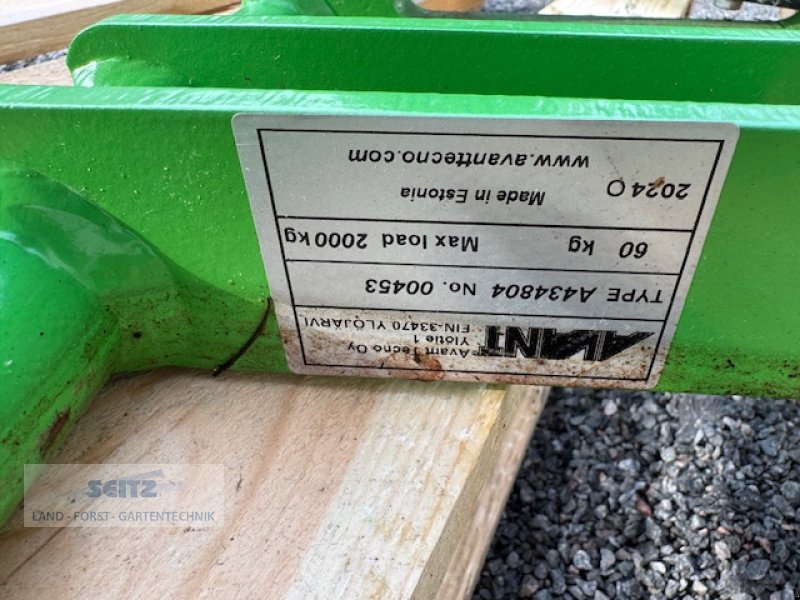 AVANT Avant Tecno Oy
Ylötie 1
FIN-33470 YLÖJÄRVI
TYPE A434804 No. 00453
60 kg Max load 2000 kg
2024 O Made in Estonia
www.avanttecno.com
SEITZ
LAND - FORST - GARTENTECHNIK